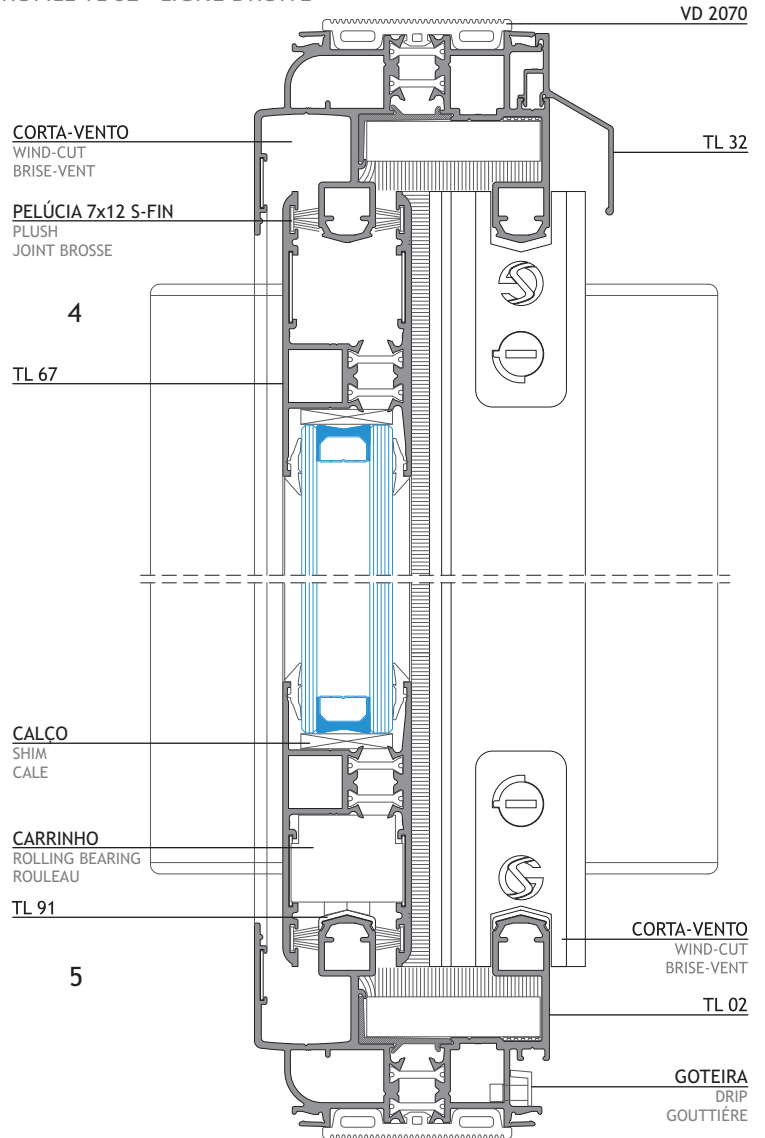 VD 2070
CORTA-VENTO
WIND-CUT
BRISE-VENT
TL 32
PELÚCIA 7x12 S-FIN
PLUSH
JOINT BROSSE
4
TL 67
CALÇO
SHIM
CALE
CARRINHO
ROLLING BEARING
ROULEAU
TL 91
CORTA-VENTO
WIND-CUT
BRISE-VENT
5
TL 02
GOTEIRA
DRIP
GOUTTIÉRE